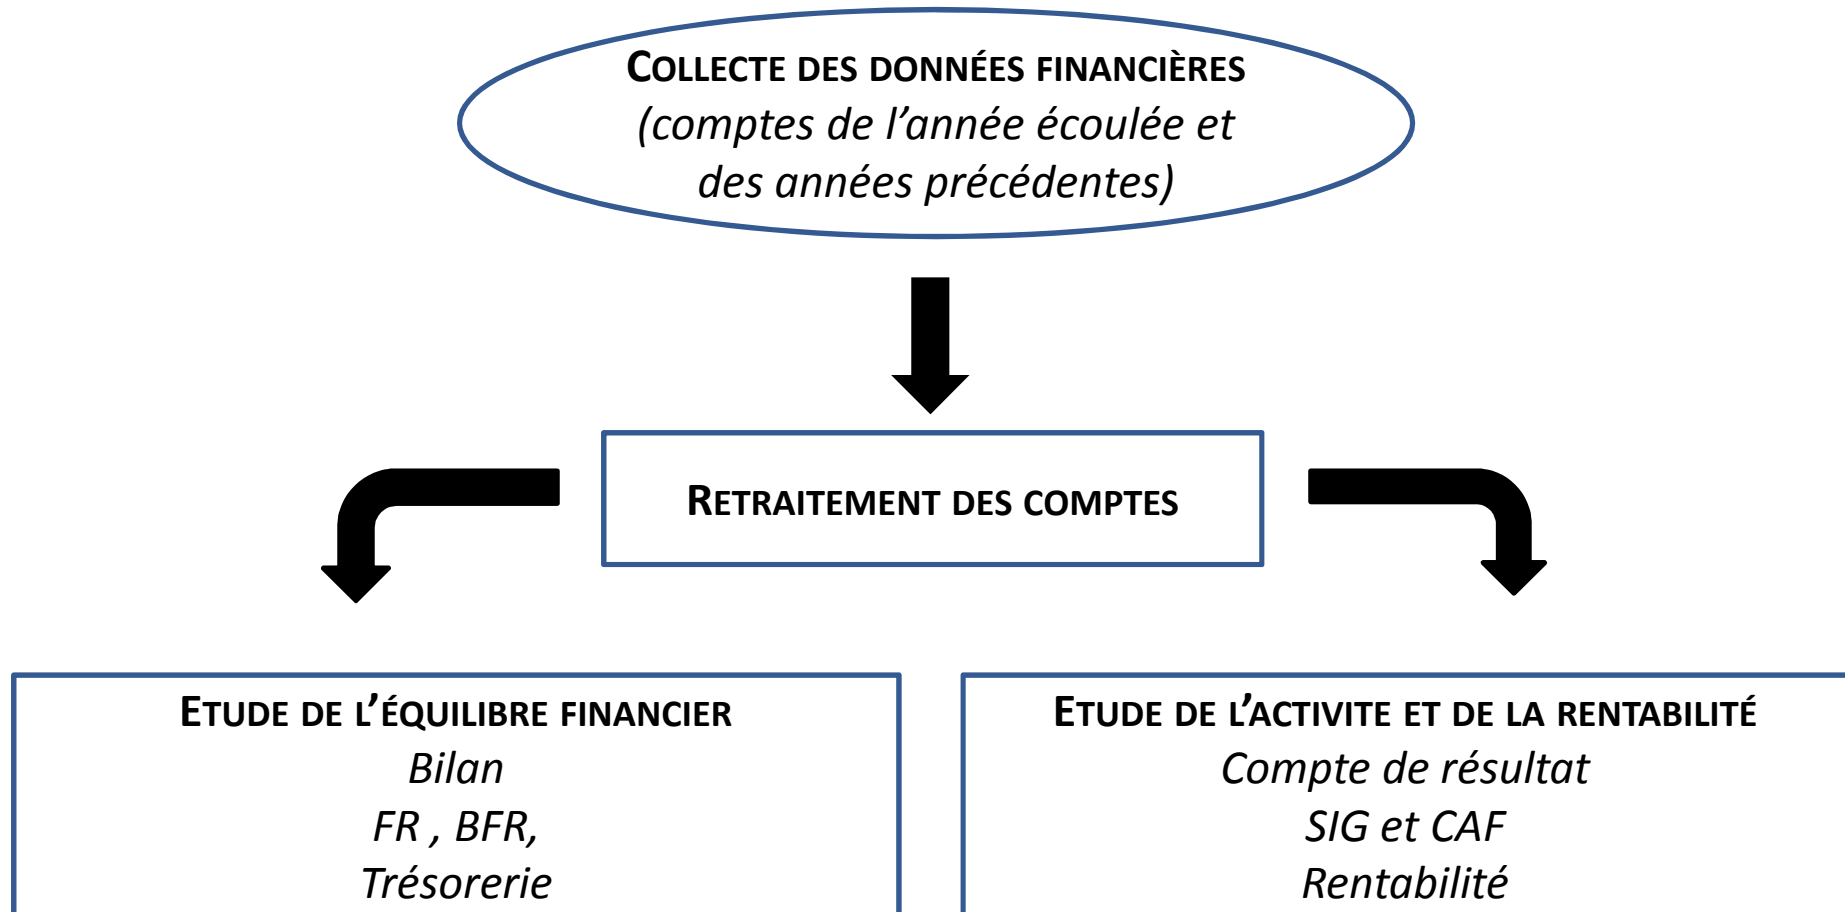 COLLECTE DES DONNÉES FINANCIÈRES
(comptes de l’année écoulée et
des années précédentes)
RETRAITEMENT DES COMPTES
ETUDE DE L’ÉQUILIBRE FINANCIER
Bilan
FR , BFR,
Trésorerie
ETUDE DE L’ACTIVITE ET DE LA RENTABILITÉ
Compte de résultat
SIG et CAF
Rentabilité